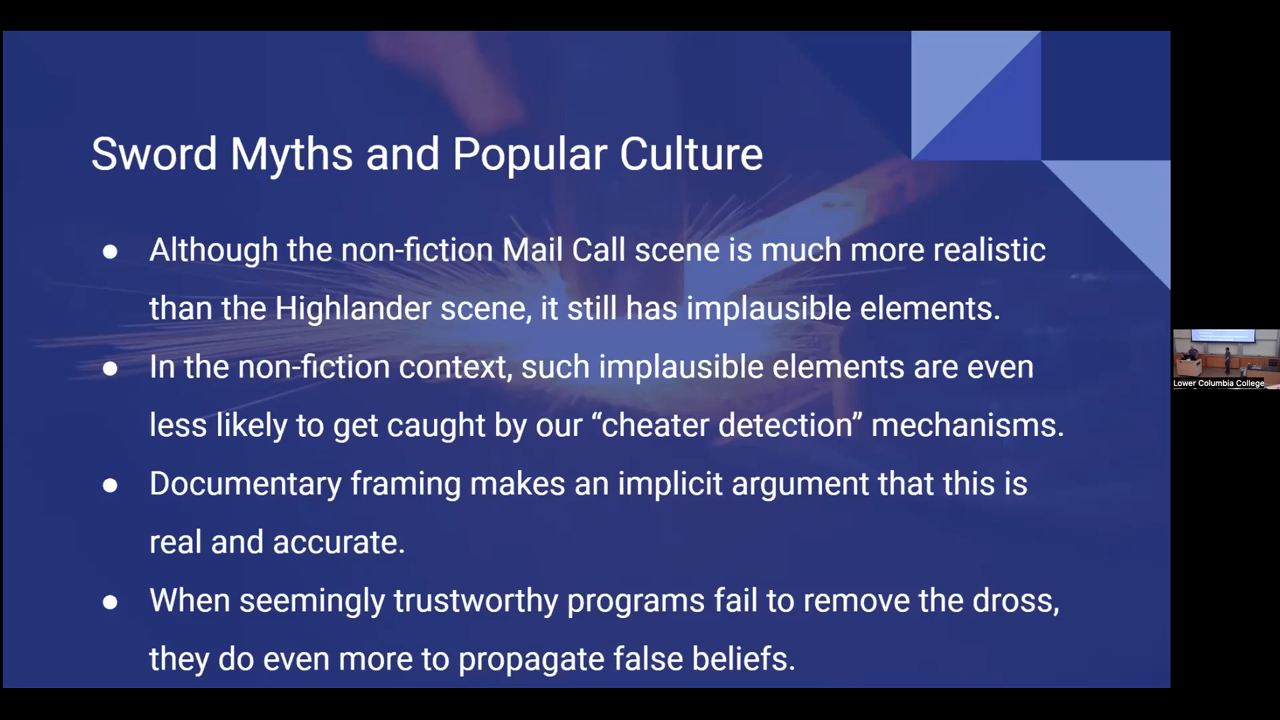 Sword Myths and Popular Culture
● Although the non-fiction Mail Call scene is much more realistic
than the Highlander scene, it still has implausible elements.
● In the non-fiction context, such implausible elements are even
less likely to get caught by our “cheater detection” mechanisms.
● Documentary framing makes an implicit argument that this is
real and accurate.
● When seemingly trustworthy programs fail to remove the dross,
they do even more to propagate false beliefs.
Lower Columbia College